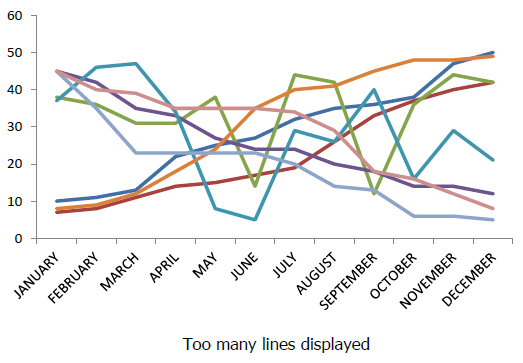 60
50
40
30
20
10
0
JANUARY
FEBRUARY
MARCH
APRIL
MAY
JUNE
JULY
AUGUST
SEPTEMBER
OCTOBER
NOVEMBER
DECEMBER
Too many lines displayed